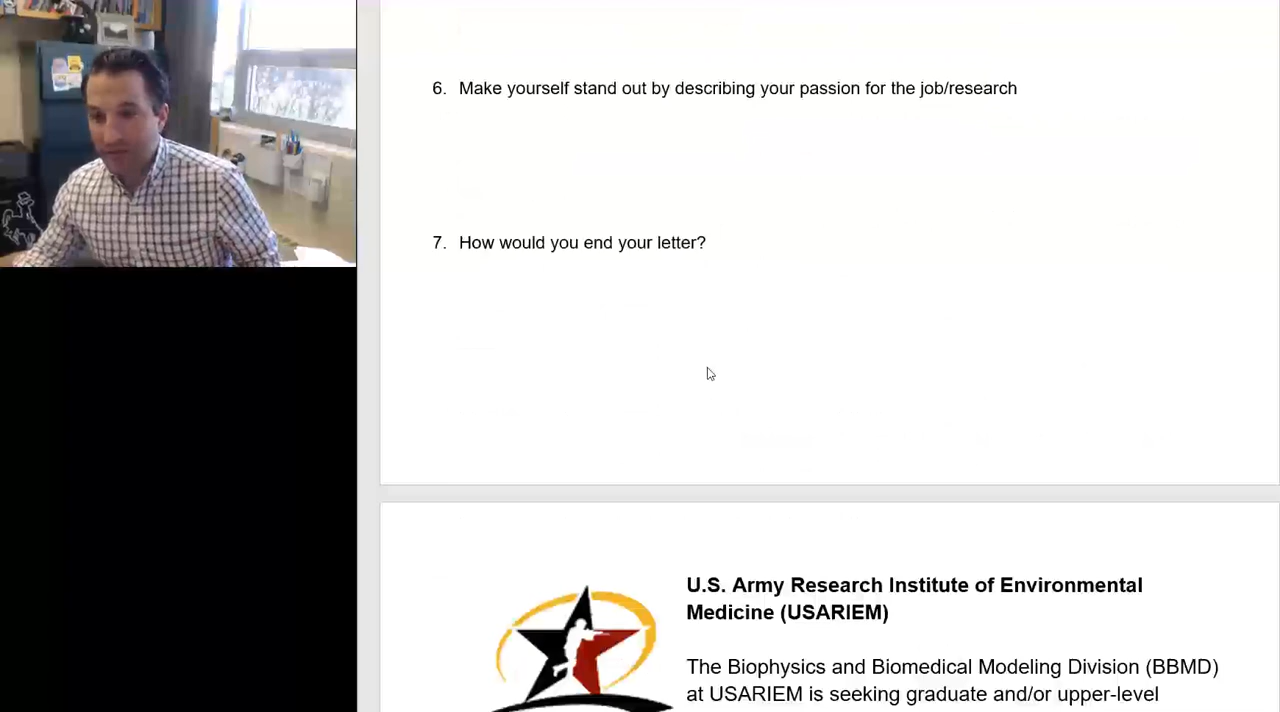 6. Make yourself stand out by describing your passion for the job/research
7. How would you end your letter?
U.S. Army Research Institute of Environmental
Medicine (USARIEM)
The Biophysics and Biomedical Modeling Division (BBMD)
at USARIEM is seeking graduate and/or upper-level